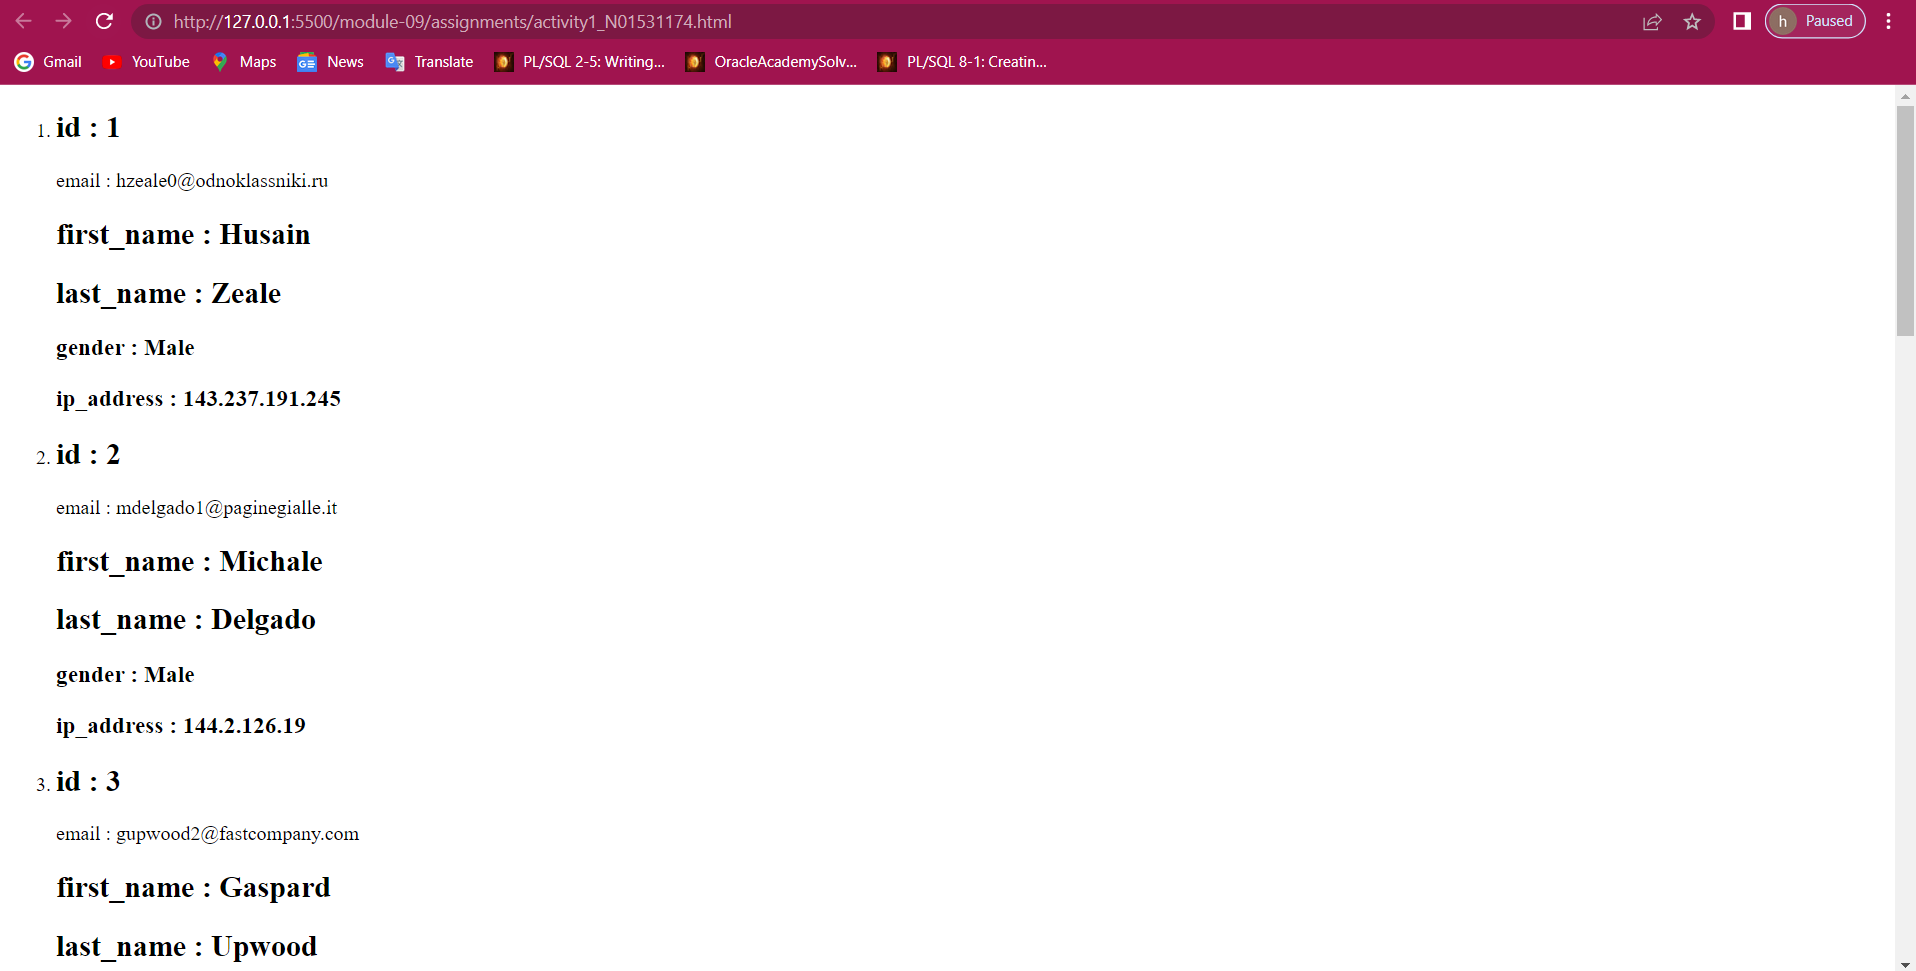 http://127.0.0.1:5500/module-09/assignments/activity1_N01531174.html
h Paused
Gmail YouTube Maps News Translate PL/SQL 2-5: Writing... OracleAcademySolv... PL/SQL 8-1: Creatin...
1. id : 1
email : hzeale0@odnoklassniki.ru
first_name : Husain
last_name : Zeale
gender : Male
ip_address : 143.237.191.245
2. id : 2
email : mdelgado1@paginegialle.it
first_name : Michale
last_name : Delgado
gender : Male
ip_address : 144.2.126.19
3. id : 3
email : gupwood2@fastcompany.com
first_name : Gaspard
last_name : Upwood